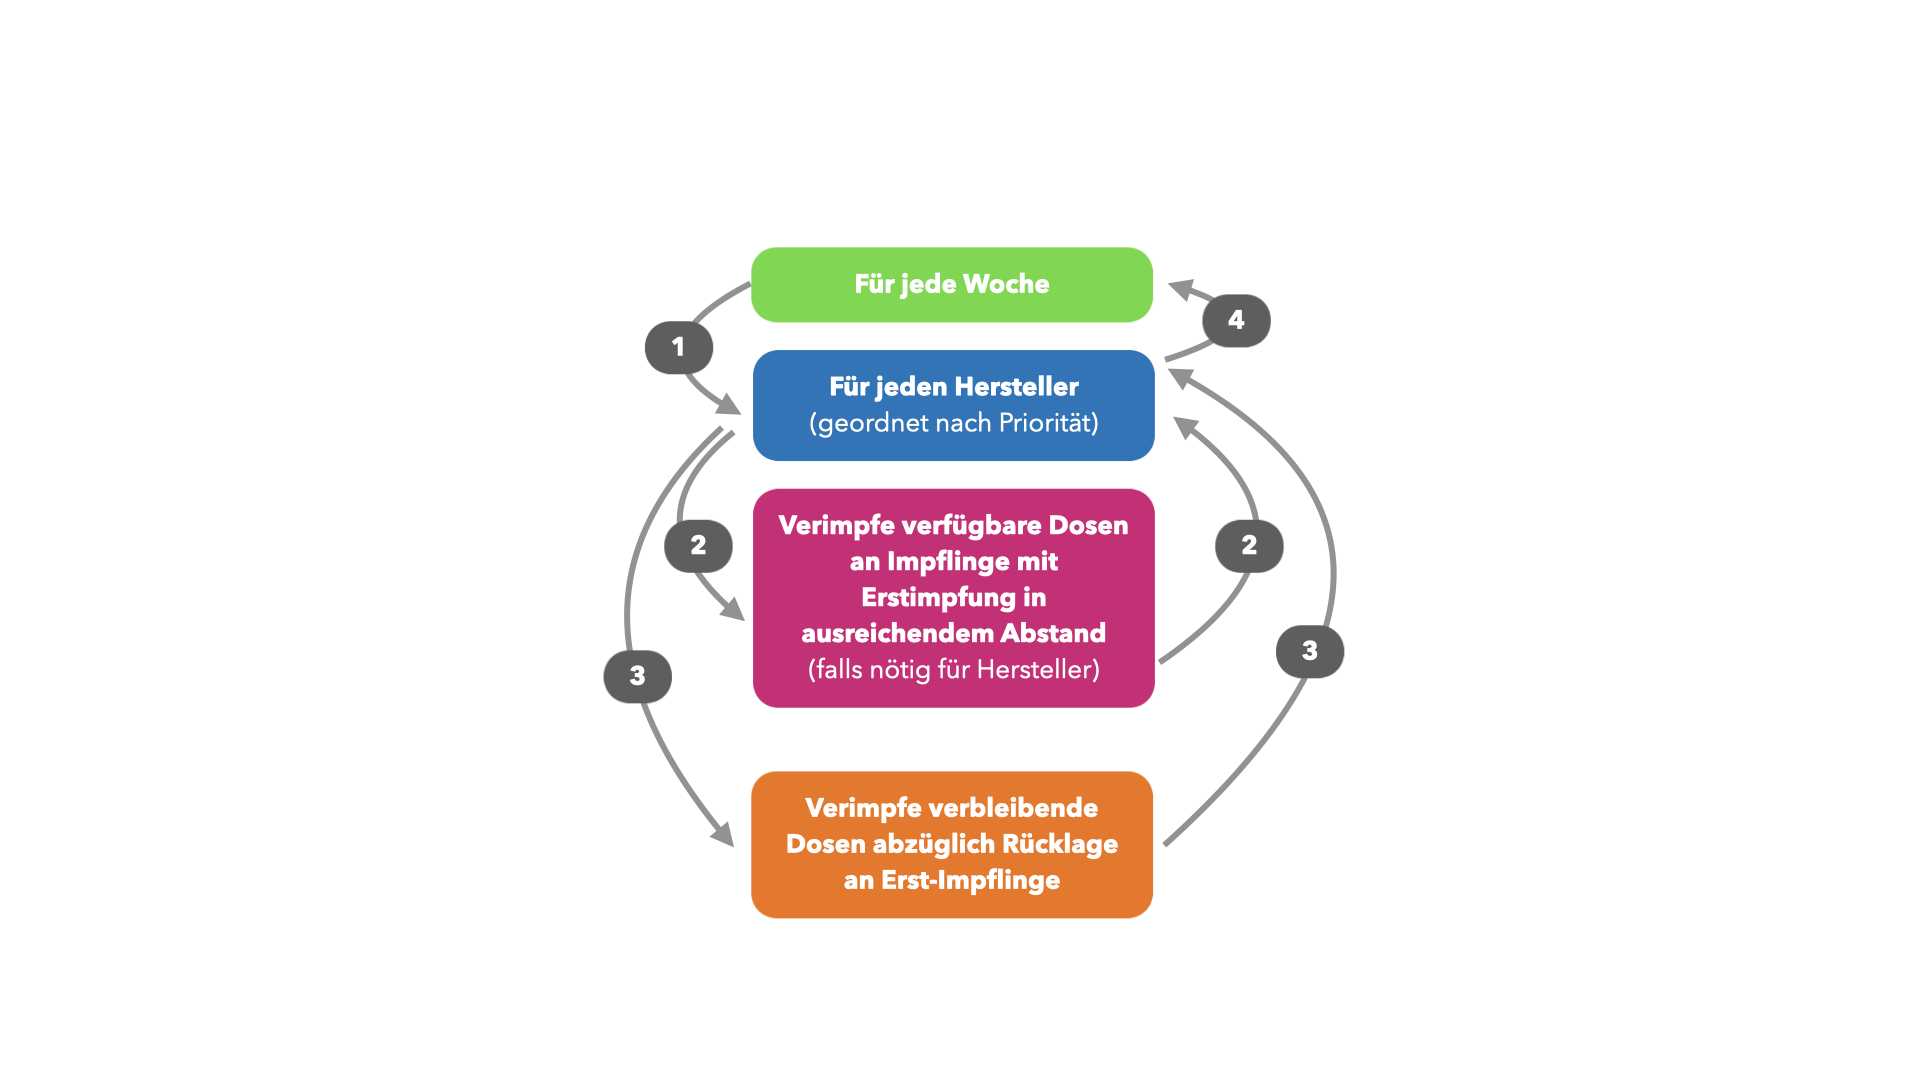 Für jede Woche
4
1
Für jeden Hersteller
(geordnet nach Priorität)
Verimpfe verfügbare Dosen
an Impflinge mit
Erstimpfung in
ausreichendem Abstand
(falls nötig für Hersteller)
2
2
3
3
Verimpfe verbleibende
Dosen abzüglich Rücklage
an Erst-Impflinge